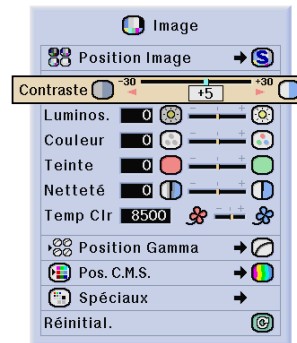 Image
Position Image
S
Contraste -30 +5 +30
Luminos. 0
Couleur 0
Teinte 0
Netteté 0
Temp Clr 8500
Position Gamma
Pos. C.M.S.
Spéciaux
Réinitial.